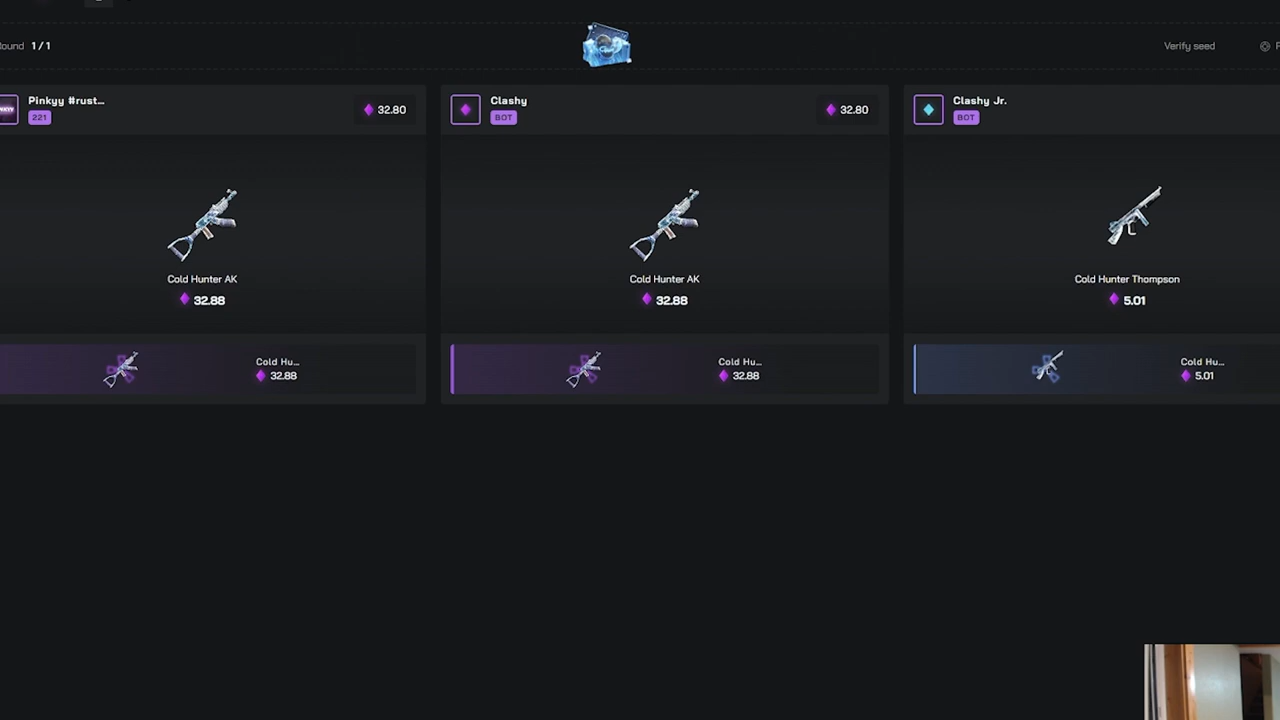 Round 1 / 1
Verify seed
Pinkyy #rust...
221
32.80
Clashy
BOT
32.80
Clashy Jr.
BOT
Cold Hunter AK
32.88
Cold Hunter AK
32.88
Cold Hunter Thompson
5.01
Cold Hu...
32.88
Cold Hu...
32.88
Cold Hu...
5.01